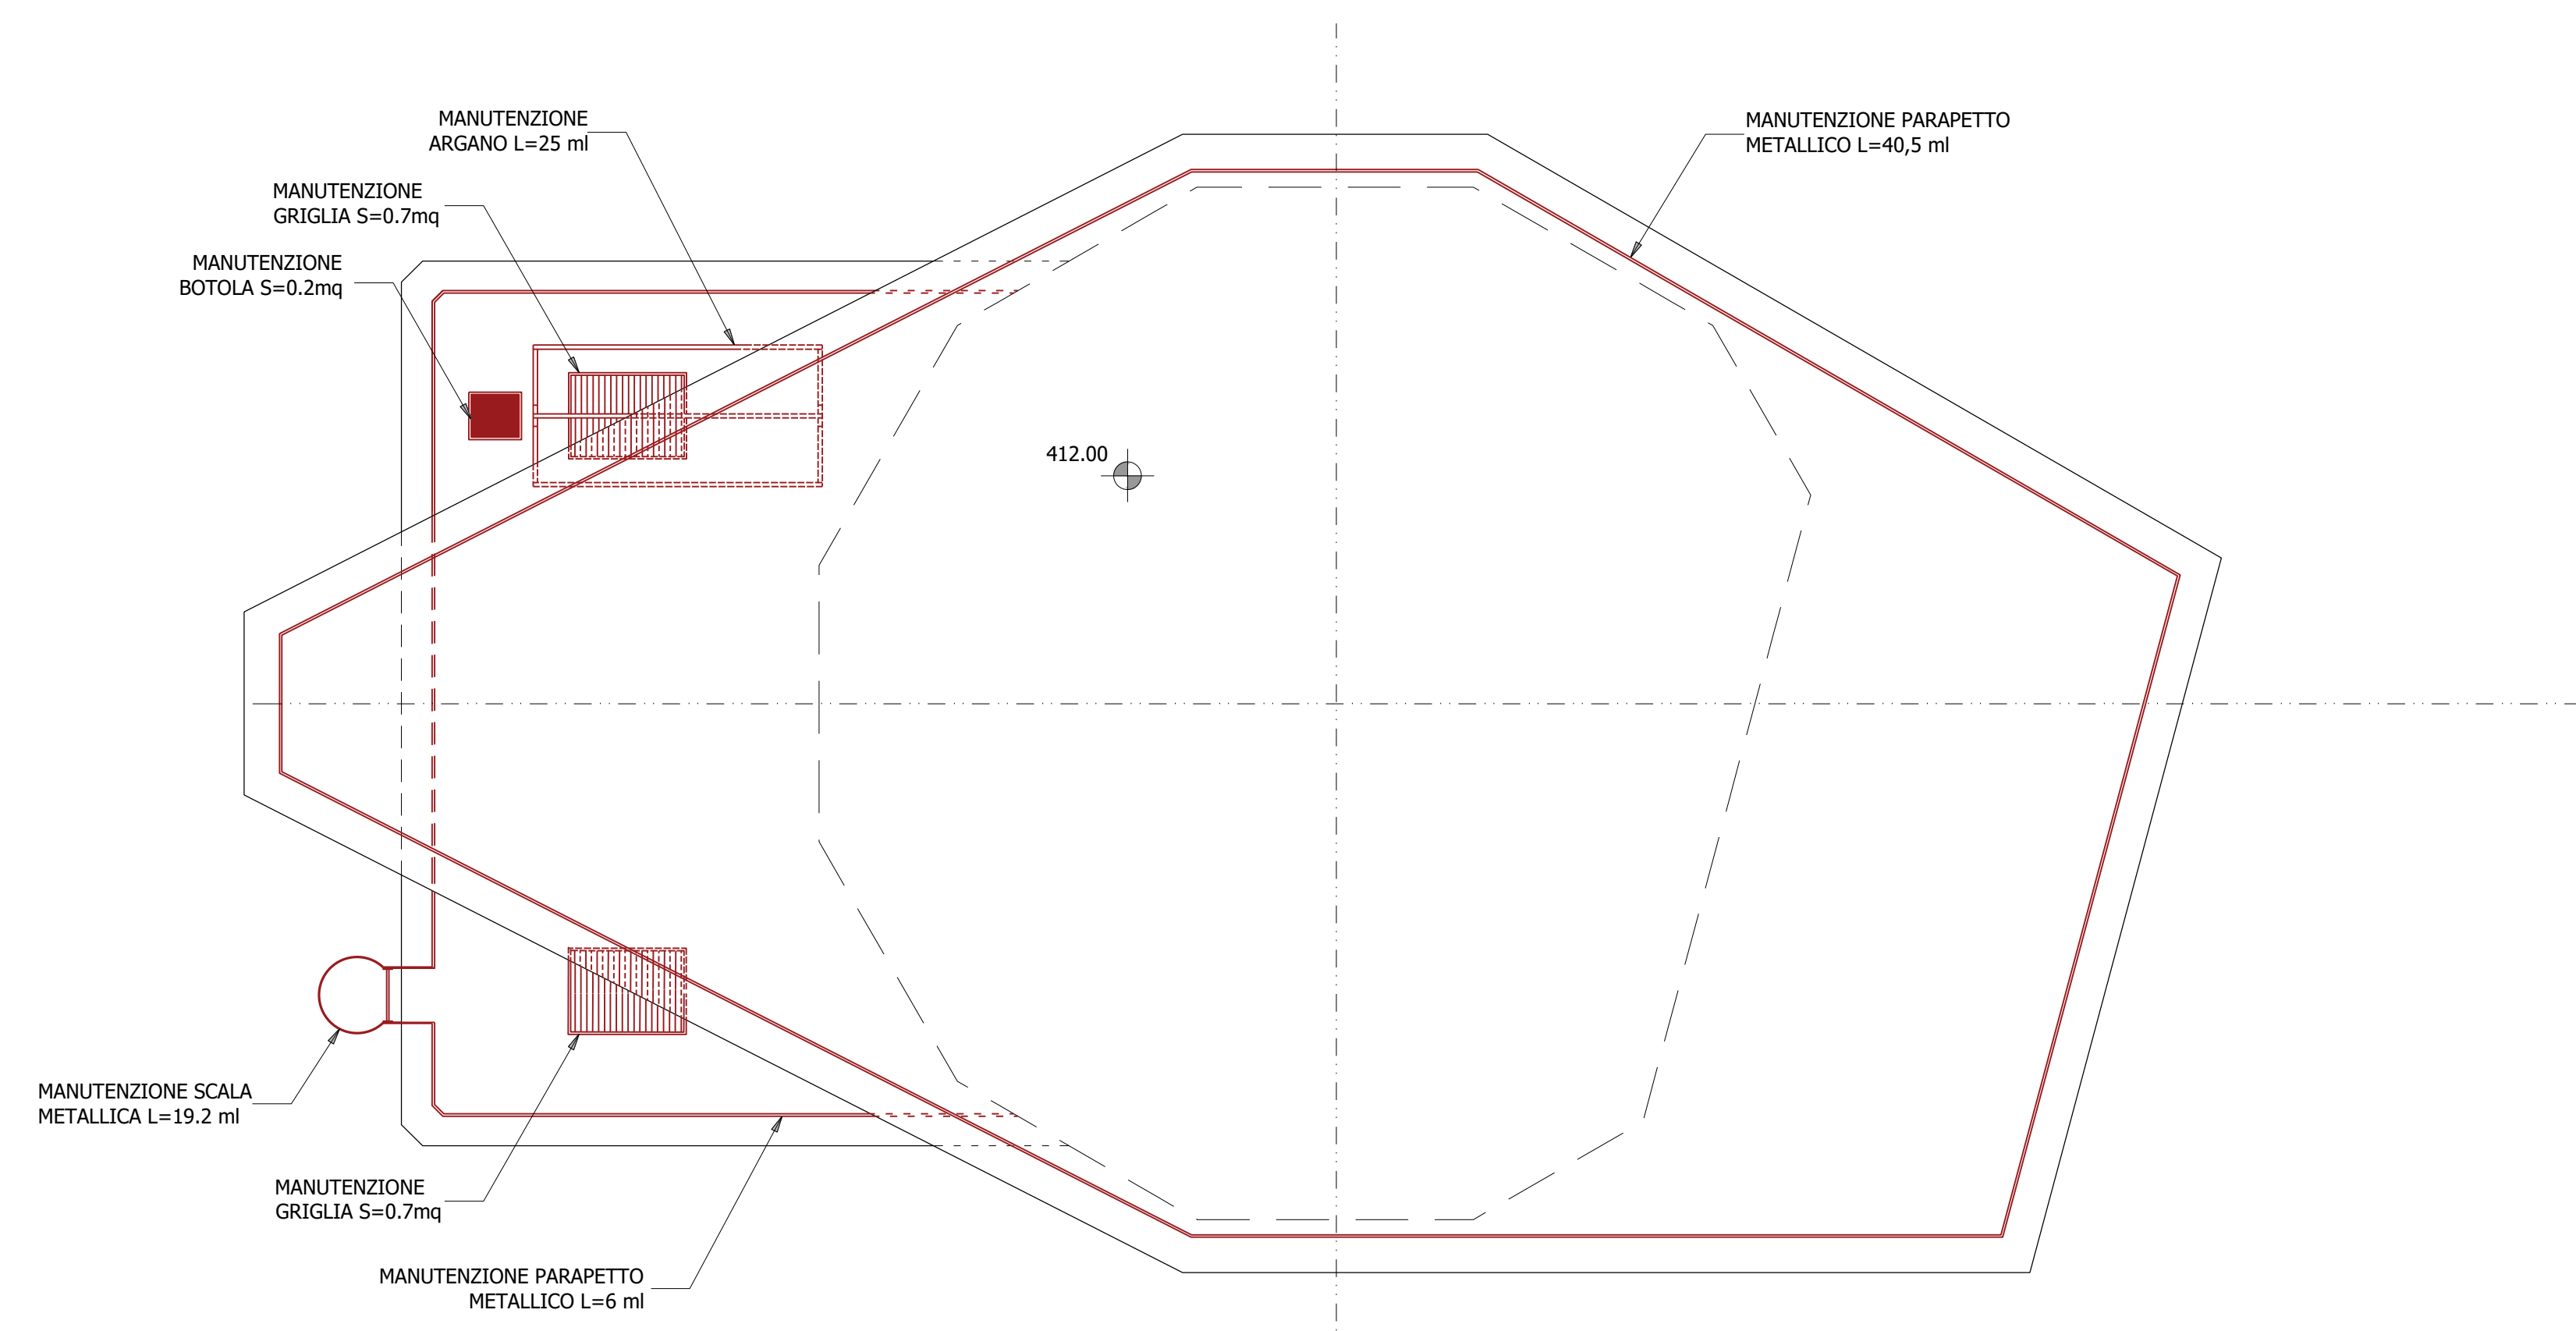 MANUTENZIONE
ARGANO L=25 ml
MANUTENZIONE PARAPETTO
METALLICO L=40,5 ml
MANUTENZIONE
GRIGLIA S=0.7mq
MANUTENZIONE
BOTOLA S=0.2mq
412.00
MANUTENZIONE SCALA
METALLICA L=19.2 ml
MANUTENZIONE
GRIGLIA S=0.7mq
MANUTENZIONE PARAPETTO
METALLICO L=6 ml